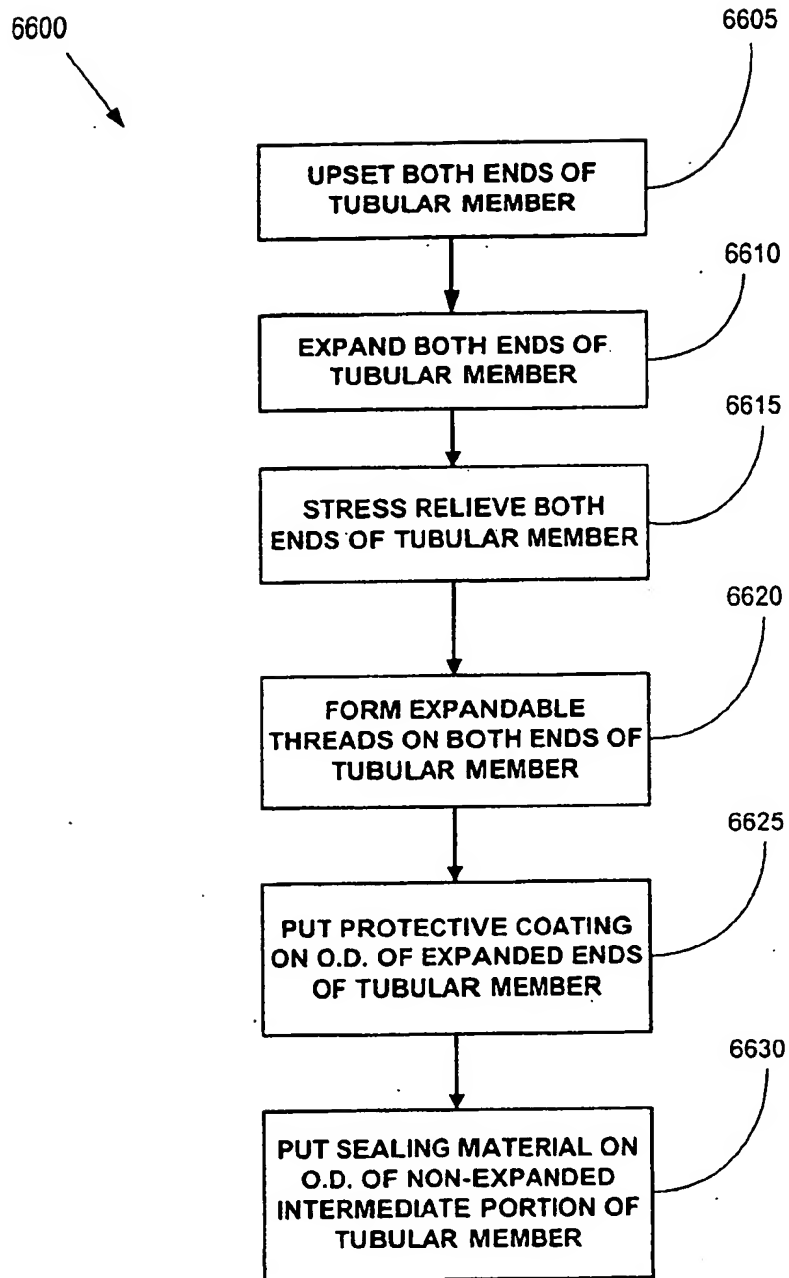 6600
6605
UPSET BOTH ENDS OF
TUBULAR MEMBER
6610
EXPAND BOTH ENDS OF
TUBULAR MEMBER
6615
STRESS RELIEVE BOTH
ENDS OF TUBULAR MEMBER
6620
FORM EXPANDABLE
THREADS ON BOTH ENDS OF
TUBULAR MEMBER
6625
PUT PROTECTIVE COATING
ON O.D. OF EXPANDED ENDS
OF TUBULAR MEMBER
6630
PUT SEALING MATERIAL ON
O.D. OF NON-EXPANDED
INTERMEDIATE PORTION OF
TUBULAR MEMBER